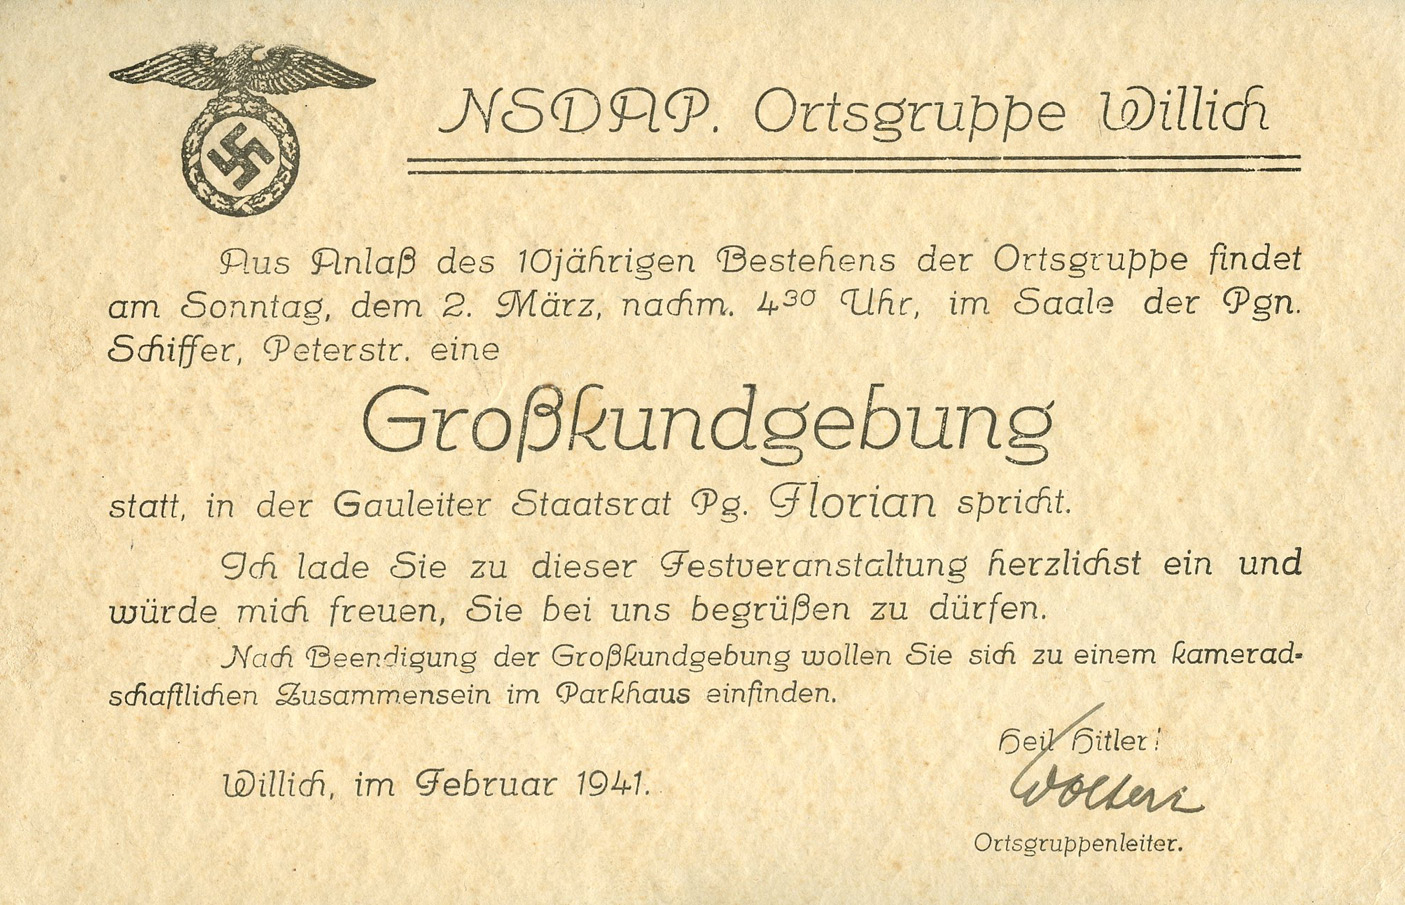 NSDAP. Ortsgruppe Willich
Aus Anlaß des 10jährigen Bestehens der Ortsgruppe findet
am Sonntag, dem 2. März, nachm. 4³⁰ Uhr, im Saale der Pgn.
Schiffer, Peterstr. eine
Großkundgebung
statt, in der Gauleiter Staatsrat Pg. Florian spricht.
Ich lade Sie zu dieser Festveranstaltung herzlichst ein und
würde mich freuen, Sie bei uns begrüßen zu dürfen.
Nach Beendigung der Großkundgebung wollen Sie sich zu einem kamerad-
schaftlichen Zusammensein im Parkhaus einfinden.
Heil Hitler!
Willich, im Februar 1941.
Ortsgruppenleiter.